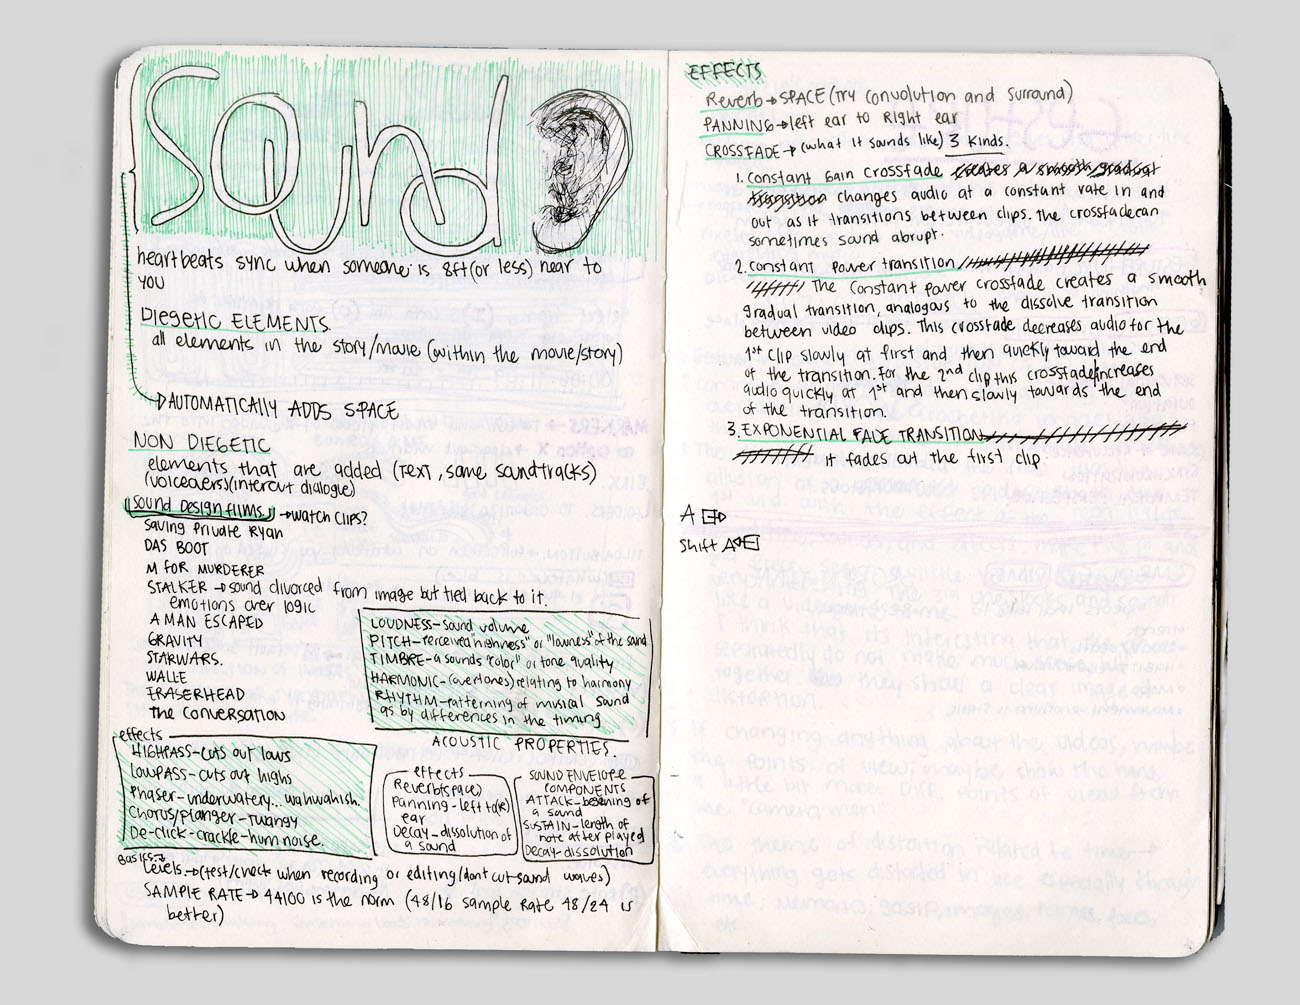 Sound
heartbeats sync when someone is 8ft (or less) near to
you
DIEGETIC ELEMENTS
all elements in the story/movie (within the movie/story)
→AUTOMATICALLY ADDS SPACE
NON DIEGETIC
elements that are added (TEXT, some soundtracks)
(voiceovers)(intercut dialogue)
sound design films →watch clips?
saving Private Ryan
DAS BOOT
M FOR MURDERER
STALKER →sound divorced from image but tied back to it.
emotions over logic
A MAN ESCAPED
GRAVITY
STARWARS.
WALLE
ERASERHEAD
the CONVERSATION
LOUDNESS-sound volume
PITCH-percieved "highness" or "lowness" of the sound
TIMBRE-a sounds "color" or tone quality
HARMONIC-(overtones) relating to harmony
RHYTHM-patterning of musical sound
as by differences in the timing
ACOUSTIC PROPERTIES.
effects
HIGHPASS-cuts out lows
LOWPASS-cuts out highs
Phaser-underwatery.. wahwahish.
Chorus/flanger-twangy
De-click-crackle-hum noise.
effects
Reverb(space)
Panning-left to(R)
ear
Decay-dissolution of
a sound
SOUND ENVELOPE
COMPONENTS
ATTACK-begening of
a sound
SUSTAIN-length of
note after played
Decay-dissolution
Basics→
Levels→(test/check when recording or editing/dont cut sound waves)
SAMPLE RATE→ 44100 is the norm (48/16 sample Rate 48/24 is
better)
EFFECTS
Reverb→SPACE (Try convolution and surround)
PANNING→left ear to Right ear
CROSSFADE→(what it sounds like) 3 Kinds.
1. Constant Gain Crossfade creates a smooth gradual
transition changes audio at a constant rate in and
out as it transitions between clips. the crossfade can
sometimes sound abrupt.
2. Constant Power transition
The Constant power crossfade creates a smooth
gradual transition, analogous to the dissolve transition
between video clips. This crossfade decreases audio for the
1st clip slowly at first and then quickly toward the end
of the transition. For the 2nd clip this crossfade increases
audio quickly at 1st and then slowly towards the end
of the transition.
3. EXPONENTIAL FADE TRANSITION
it fades out the first clip
A
Shift A